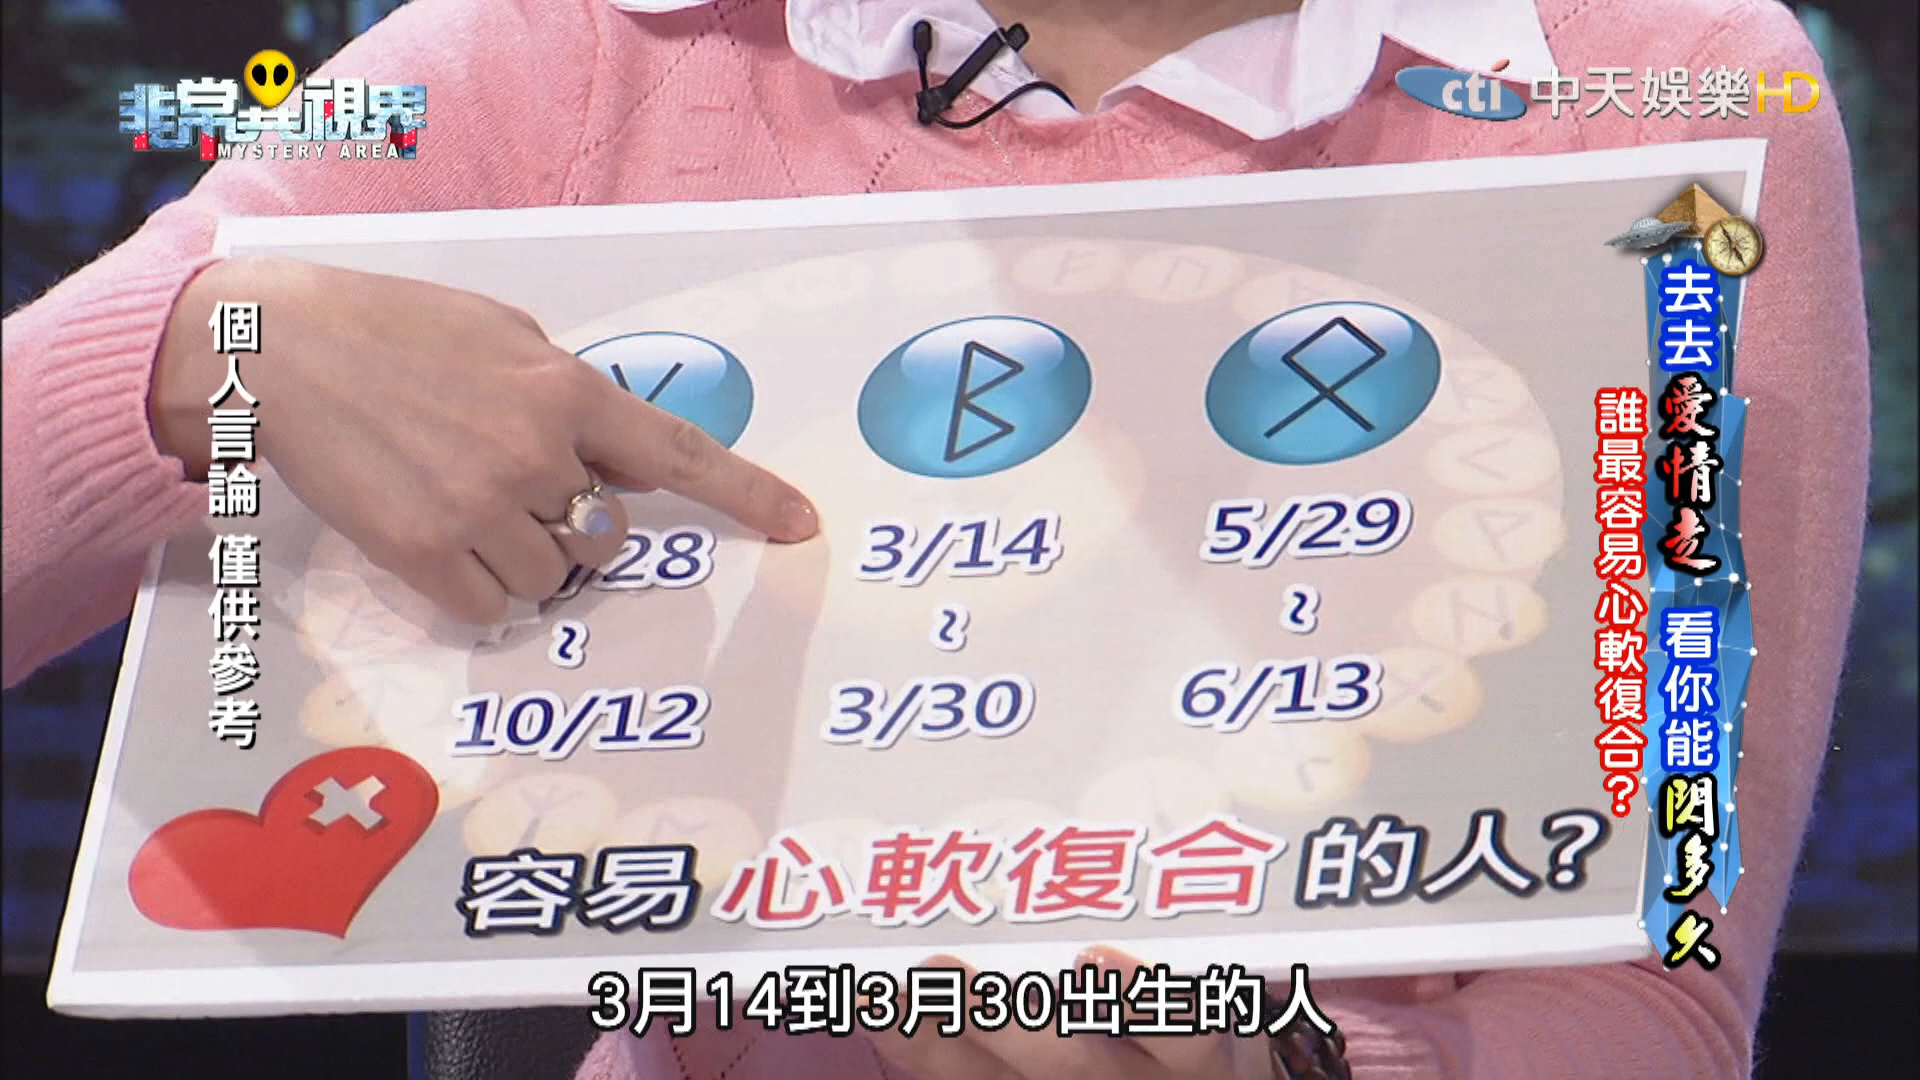 非常異視界
MYSTERY AREA
cti 中天娛樂HD
個人言論 僅供參考
去去愛情走 看你能閃多久
誰最容易心軟復合?
/28
~
10/12
3/14
~
3/30
5/29
~
6/13
容易心軟復合的人?
3月14到3月30出生的人